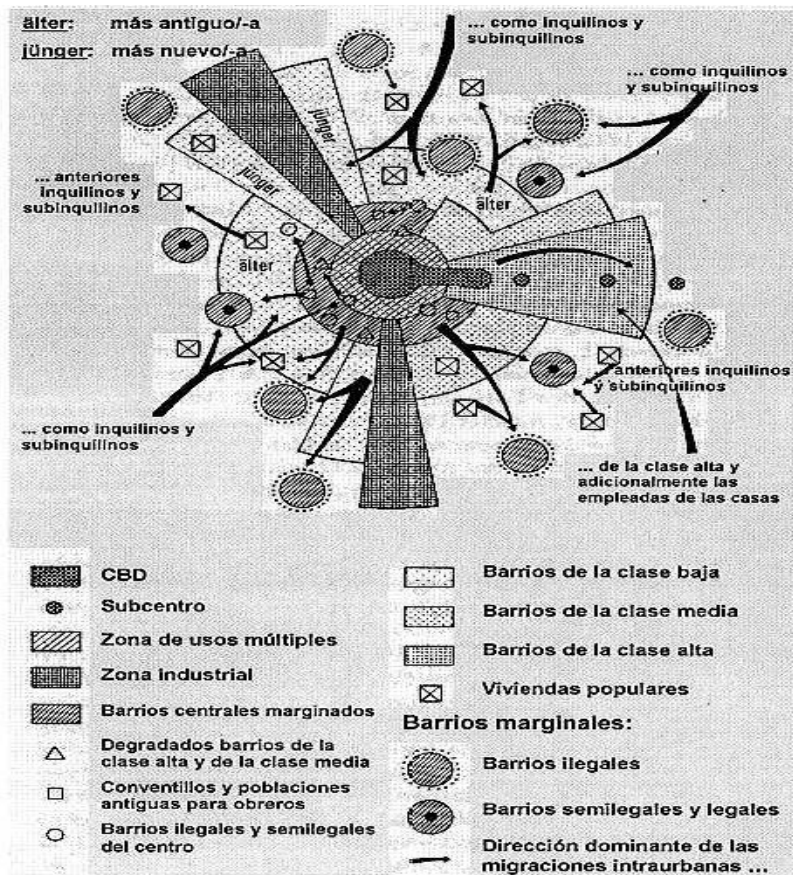 älter: más antiguo/-a
jünger: más nuevo/-a
... como inquilinos y
subinquilinos
... como inquilinos
y subinquilinos
jünger
jünger
... anteriores
inquilinos y
subinquilinos
älter
älter
... anteriores inquilinos
y subinquilinos
... como inquilinos y
subinquilinos
... de la clase alta y
adicionalmente las
empleadas de las casas
CBD
Subcentro
Zona de usos múltiples
Zona industrial
Barrios centrales marginados
Degradados barrios de la
clase alta y de la clase media
Conventillos y poblaciones
antiguas para obreros
Barrios ilegales y semilegales
del centro
Barrios de la clase baja
Barrios de la clase media
Barrios de la clase alta
Viviendas populares
Barrios marginales:
Barrios ilegales
Barrios semilegales y legales
Dirección dominante de las
migraciones intraurbanas ...